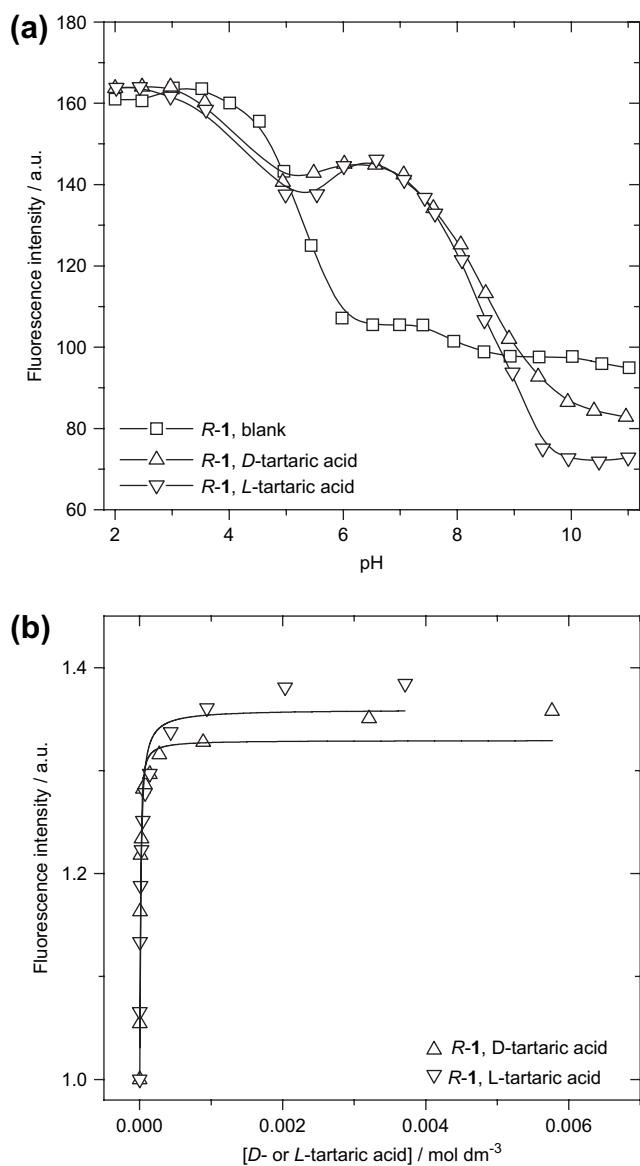 (a)
180
160
140
120
100
80
60
Fluorescence intensity / a.u.
R-1, blank
R-1, D-tartaric acid
R-1, L-tartaric acid
2 4 6 8 10
pH
(b)
1.4
1.3
1.2
1.0
Fluorescence intensity / a.u.
R-1, D-tartaric acid
R-1, L-tartaric acid
0.000 0.002 0.004 0.006
[D- or L-tartaric acid] / mol dm⁻³